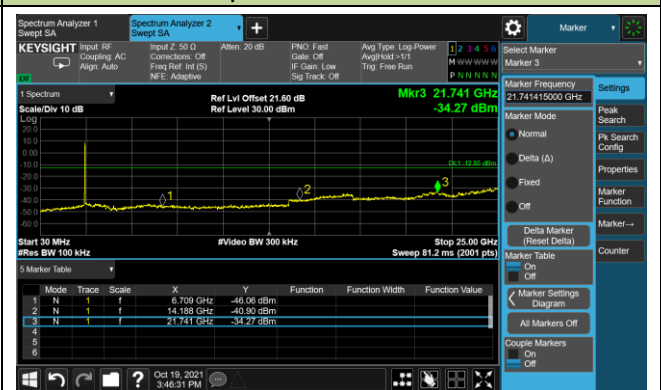 Spectrum Analyzer 1
Swept SA
Spectrum Analyzer 2
Swept SA
+
Marker
KEYSIGHT
Input: RF
Coupling: AC
Align: Auto
Input Z: 50 Ω
Corrections: Off
Freq Ref: Int (S)
NFE: Adaptive
Atten: 20 dB
PNO: Fast
Gate: Off
IF Gain: Low
Sig Track: Off
Avg Type: Log-Power
Avg|Hold:>1/1
Trig: Free Run
1 2 3 4 5 6
M W W W W W
P N N N N N
Select Marker
Marker 3
1 Spectrum
Scale/Div 10 dB
Log
Ref Lvl Offset 21.60 dB
Ref Level 30.00 dBm
Mkr3 21.741 GHz
-34.27 dBm
20.0
10.0
0.00
-10.0
-20.0
-30.0
-40.0
-50.0
-60.0
DL1 -12.60 dBm
1
2
3
Start 30 MHz
#Res BW 100 kHz
#Video BW 300 kHz
Stop 25.00 GHz
Sweep 81.2 ms (2001 pts)
5 Marker Table
Mode Trace Scale X Y Function Function Width Function Value
1 N 1 f 6.709 GHz -46.06 dBm
2 N 1 f 14.188 GHz -40.90 dBm
3 N 1 f 21.741 GHz -34.27 dBm
4
5
6
Marker Frequency
21.741415000 GHz
Marker Mode
Normal
Delta (Δ)
Fixed
Off
Delta Marker
(Reset Delta)
Marker Table
On
Off
Marker Settings
Diagram
All Markers Off
Couple Markers
On
Off
Settings
Peak
Search
Pk Search
Config
Properties
Marker
Function
Marker→
Counter
?
Oct 19, 2021
3:46:31 PM